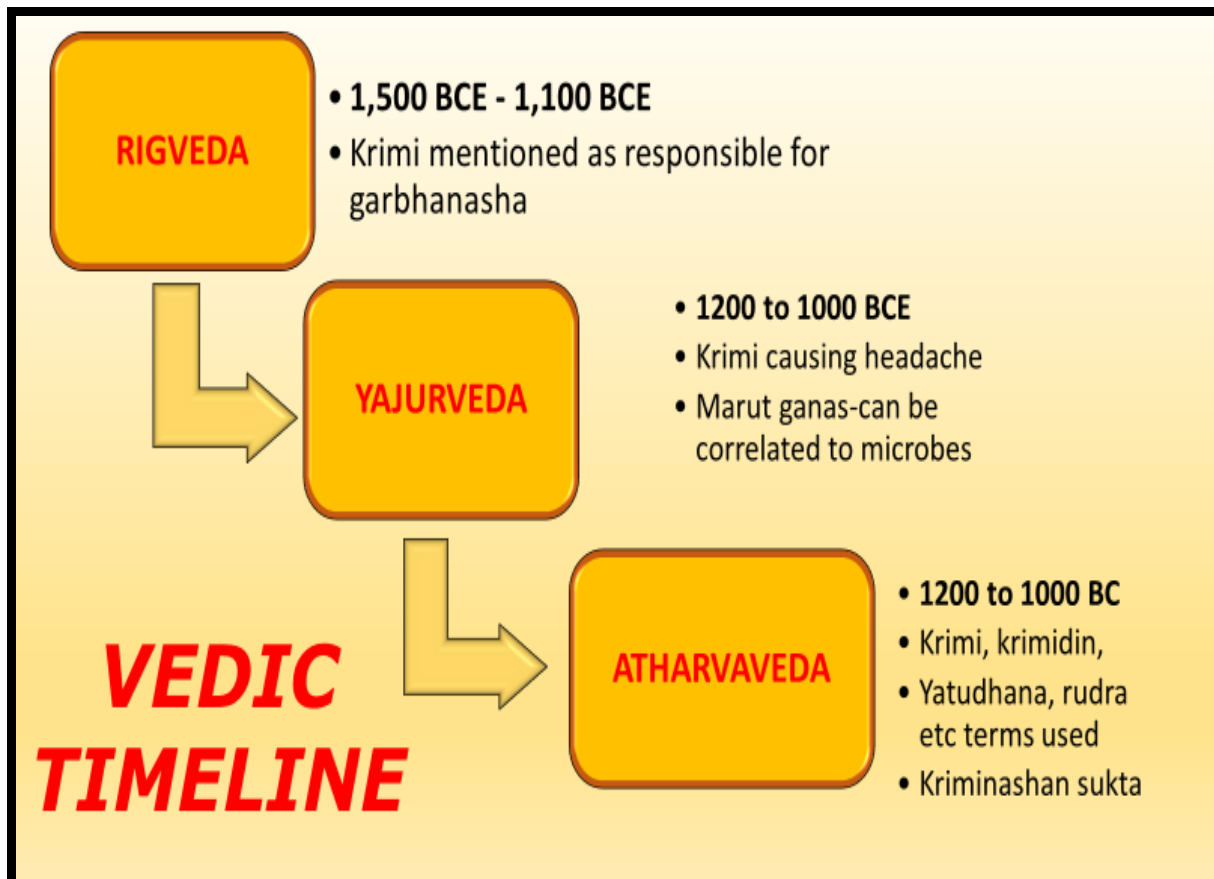 RIGVEDA
• 1,500 BCE - 1,100 BCE
• Krimi mentioned as responsible for
garbhanasha
YAJURVEDA
• 1200 to 1000 BCE
• Krimi causing headache
• Marut ganas-can be
correlated to microbes
ATHARVAVEDA
• 1200 to 1000 BC
• Krimi, krimidin,
• Yatudhana, rudra
etc terms used
• Kriminashan sukta
VEDIC
TIMELINE